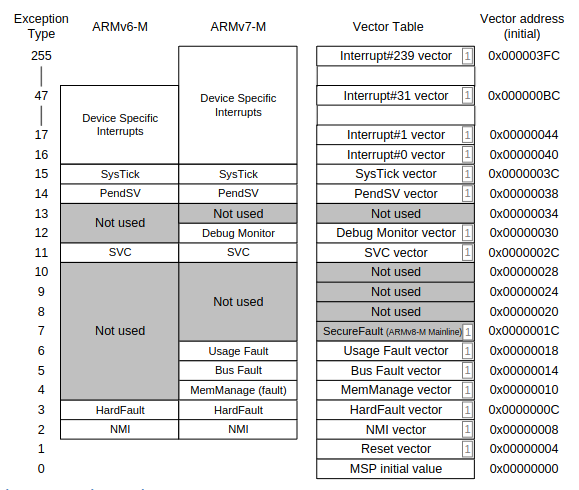 Exception Type ARMv6-M ARMv7-M Vector Table Vector address (initial)
255 Interrupt#239 vector 1 0x000003FC
47 Interrupt#31 vector 1 0x000000BC
Device Specific Interrupts Device Specific Interrupts
17 Interrupt#1 vector 1 0x00000044
16 Interrupt#0 vector 1 0x00000040
15 SysTick SysTick SysTick vector 1 0x0000003C
14 PendSV PendSV PendSV vector 1 0x00000038
13 Not used Not used Not used 0x00000034
12 Debug Monitor Debug Monitor vector 1 0x00000030
11 SVC SVC SVC vector 1 0x0000002C
10 Not used 0x00000028
9 Not used 0x00000024
8 Not used Not used Not used 0x00000020
7 SecureFault (ARMv8-M Mainline) 1 0x0000001C
6 Usage Fault Usage Fault vector 1 0x00000018
5 Bus Fault Bus Fault vector 1 0x00000014
4 MemManage (fault) MemManage vector 1 0x00000010
3 HardFault HardFault HardFault vector 1 0x0000000C
2 NMI NMI NMI vector 1 0x00000008
1 Reset vector 1 0x00000004
0 MSP initial value 0x00000000